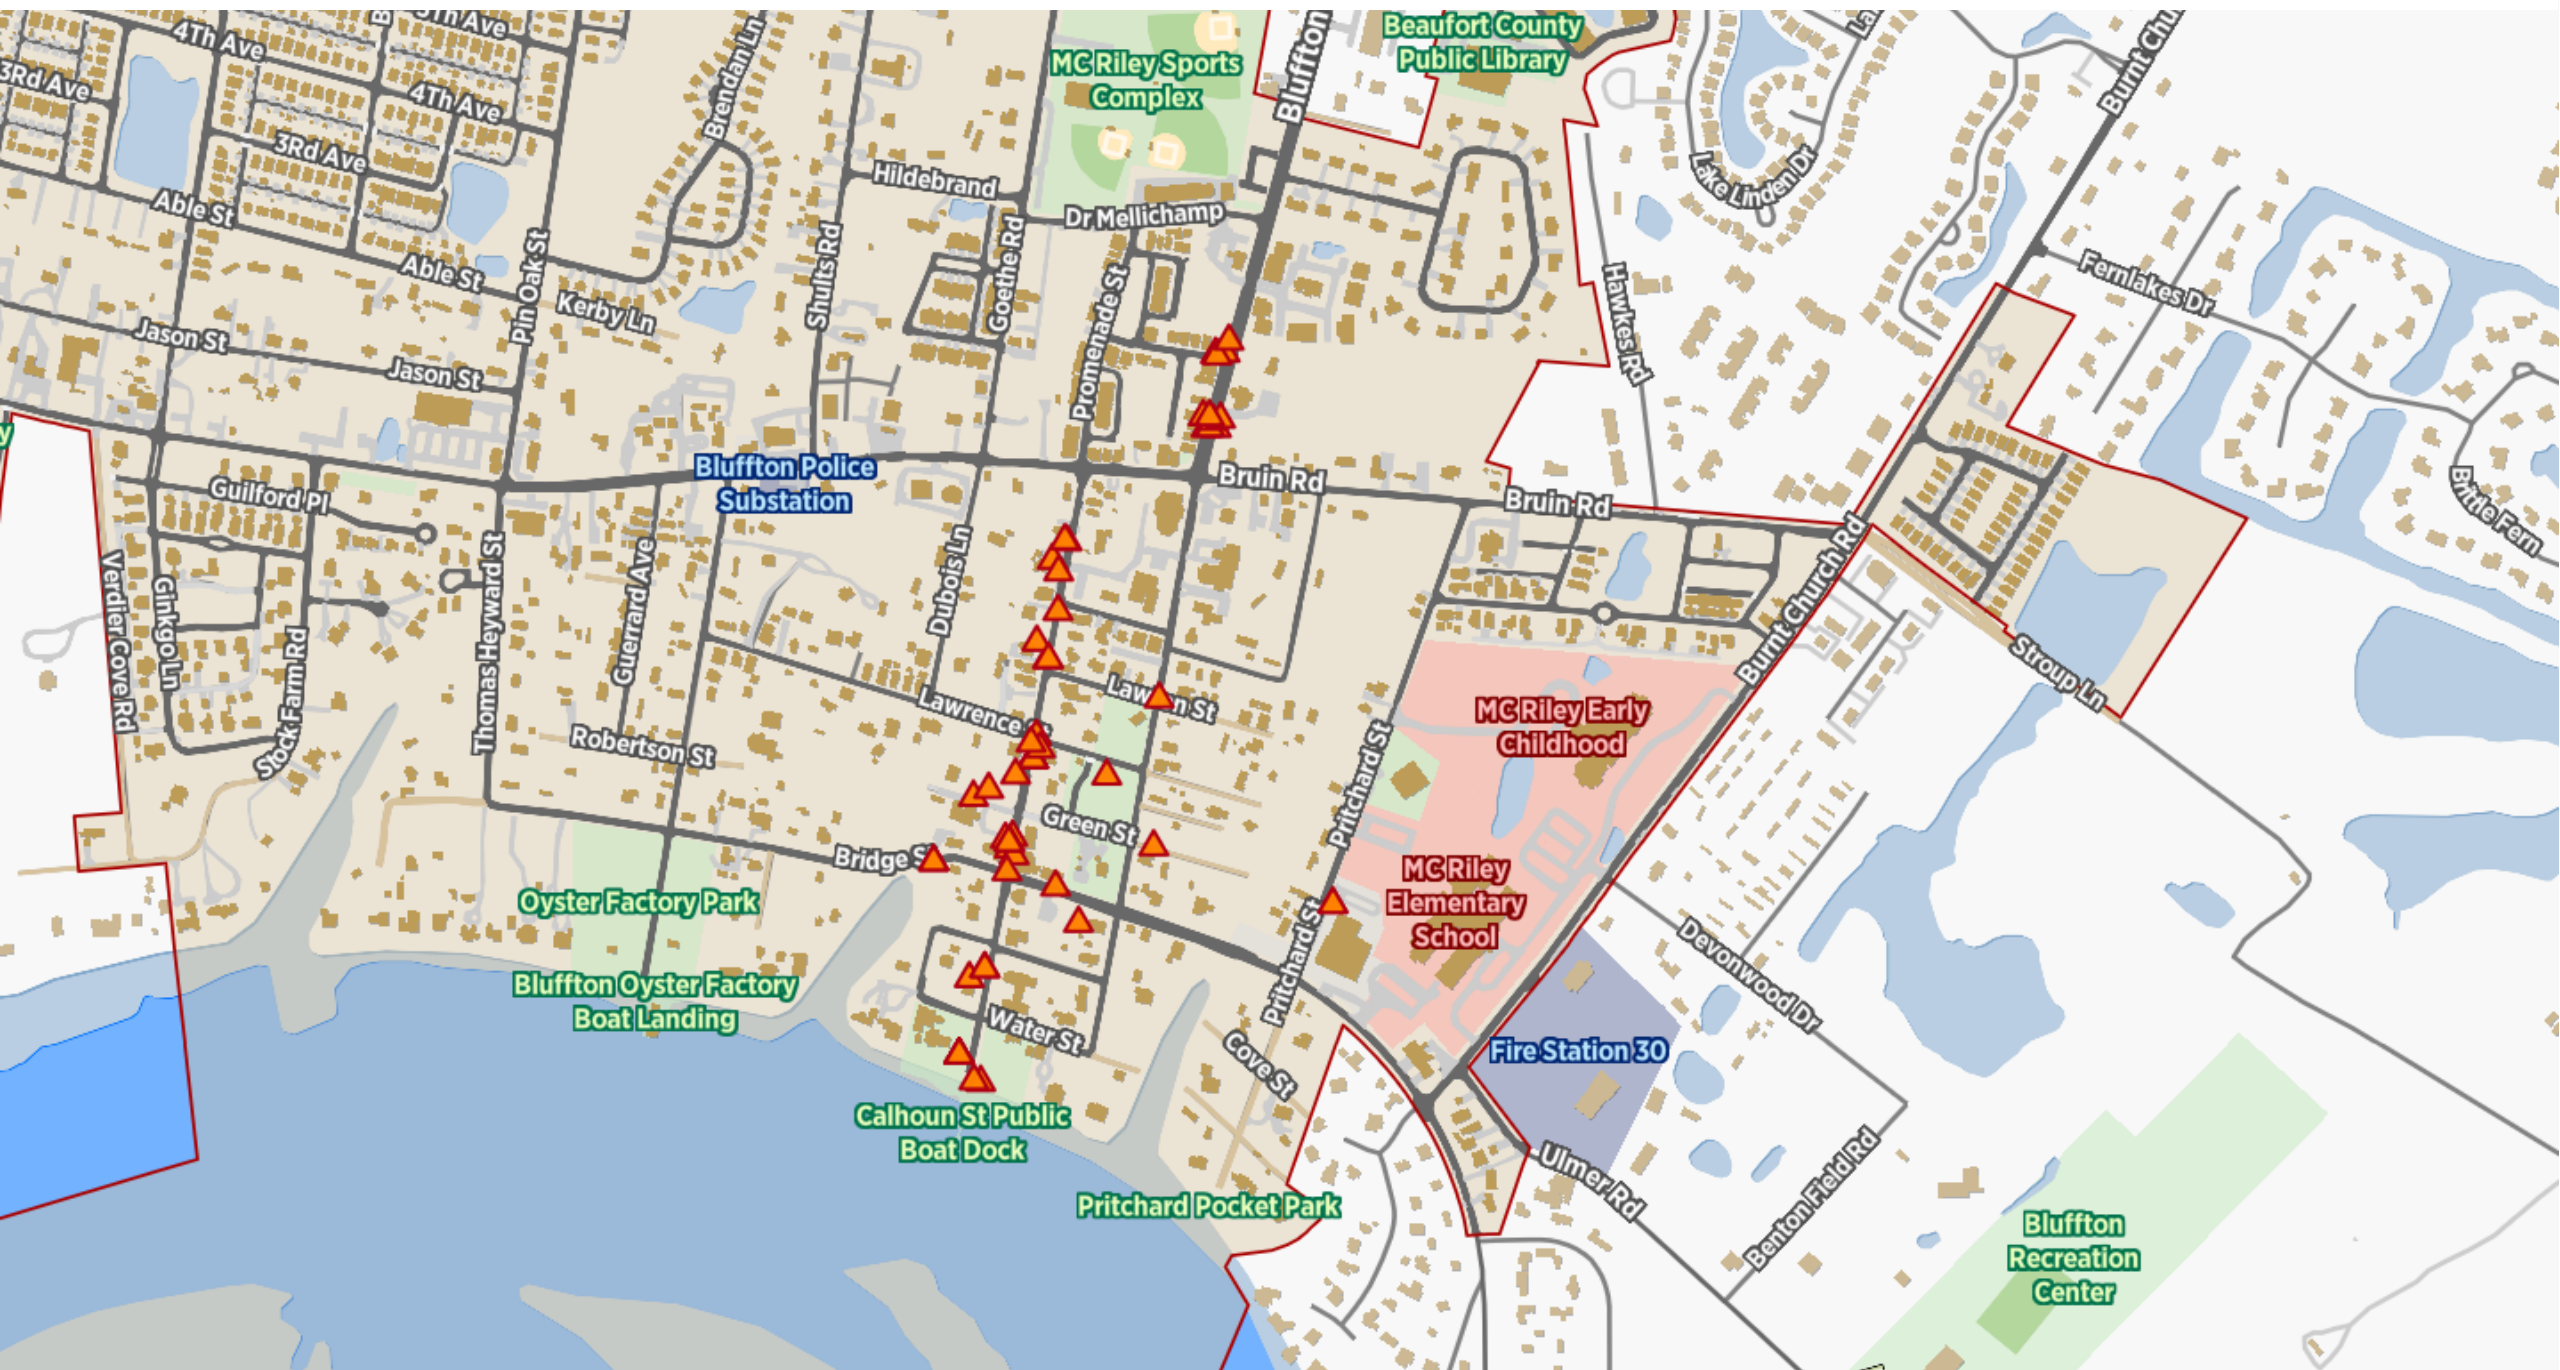 5Th Ave
4Th Ave
3Rd Ave
4Th Ave
3Rd Ave
Brendan Ln
MC Riley Sports
Complex
Bluffton
Beaufort County
Public Library
Burnt Chu
Hildebrand
Dr Mellichamp
Lake Linden Dr
Able St
Able St
Pin Oak St
Kerby Ln
Shults Rd
Goethe Rd
Promenade St
Hawkes Rd
Fernlakes Dr
Jason St
Jason St
y
Bluffton Police
Substation
Bruin Rd
Bruin Rd
Guilford Pl
Brittle Fern
Verdier Cove Rd
Ginkgo Ln
Stock Farm Rd
Thomas Heyward St
Guerrard Ave
Dubois Ln
Burnt Church Rd
Stroup Ln
Lawrence St
Lawton St
MC Riley Early
Childhood
Robertson St
Pritchard St
Green St
Bridge St
MC Riley
Elementary
School
Oyster Factory Park
Pritchard St
Devonwood Dr
Bluffton Oyster Factory
Boat Landing
Water St
Cove St
Fire Station 30
Calhoun St Public
Boat Dock
Ulmer Rd
Benton Field Rd
Pritchard Pocket Park
Bluffton
Recreation
Center